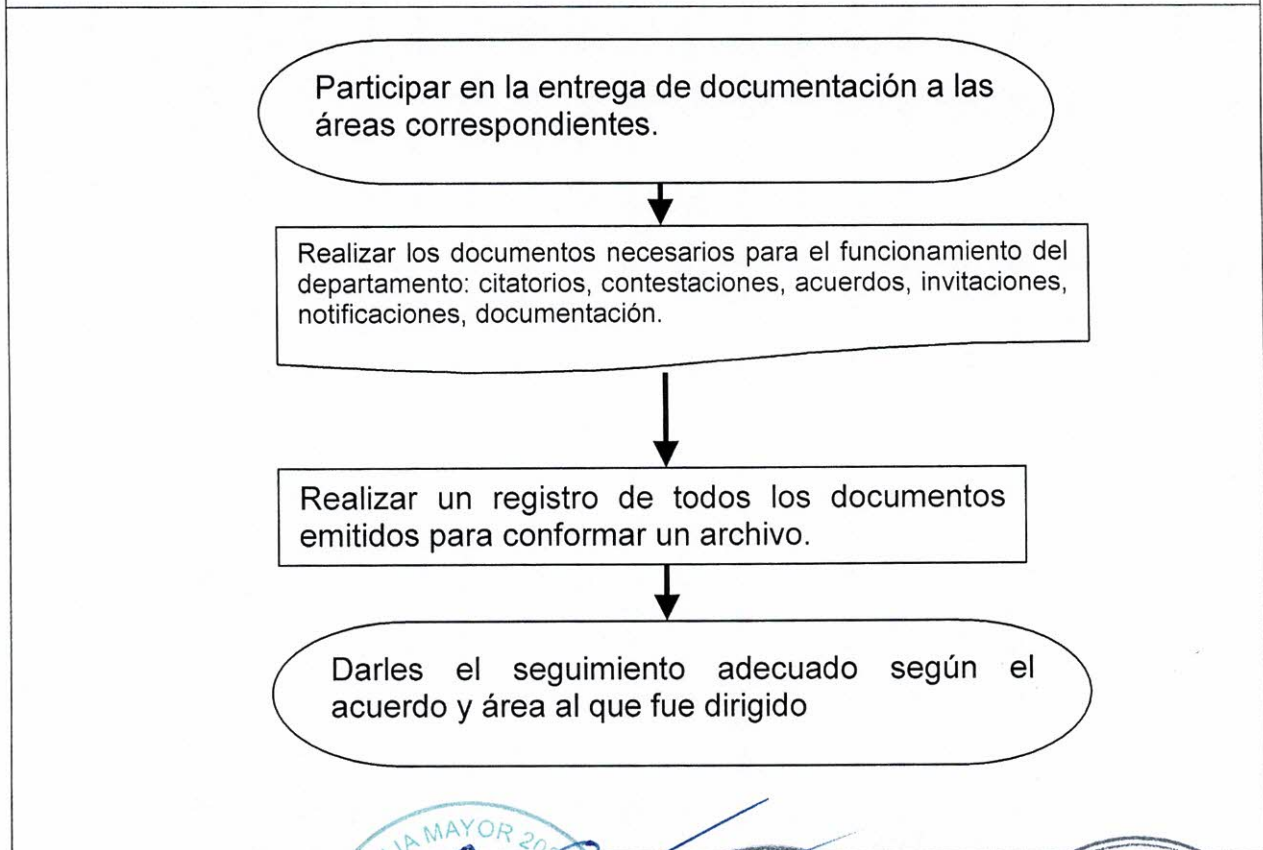 Participar en la entrega de documentación a las
áreas correspondientes.
Realizar los documentos necesarios para el funcionamiento del
departamento: citatorios, contestaciones, acuerdos, invitaciones,
notificaciones, documentación.
Realizar un registro de todos los documentos
emitidos para conformar un archivo.
Darles el seguimiento adecuado según el
acuerdo y área al que fue dirigido
MAYOR